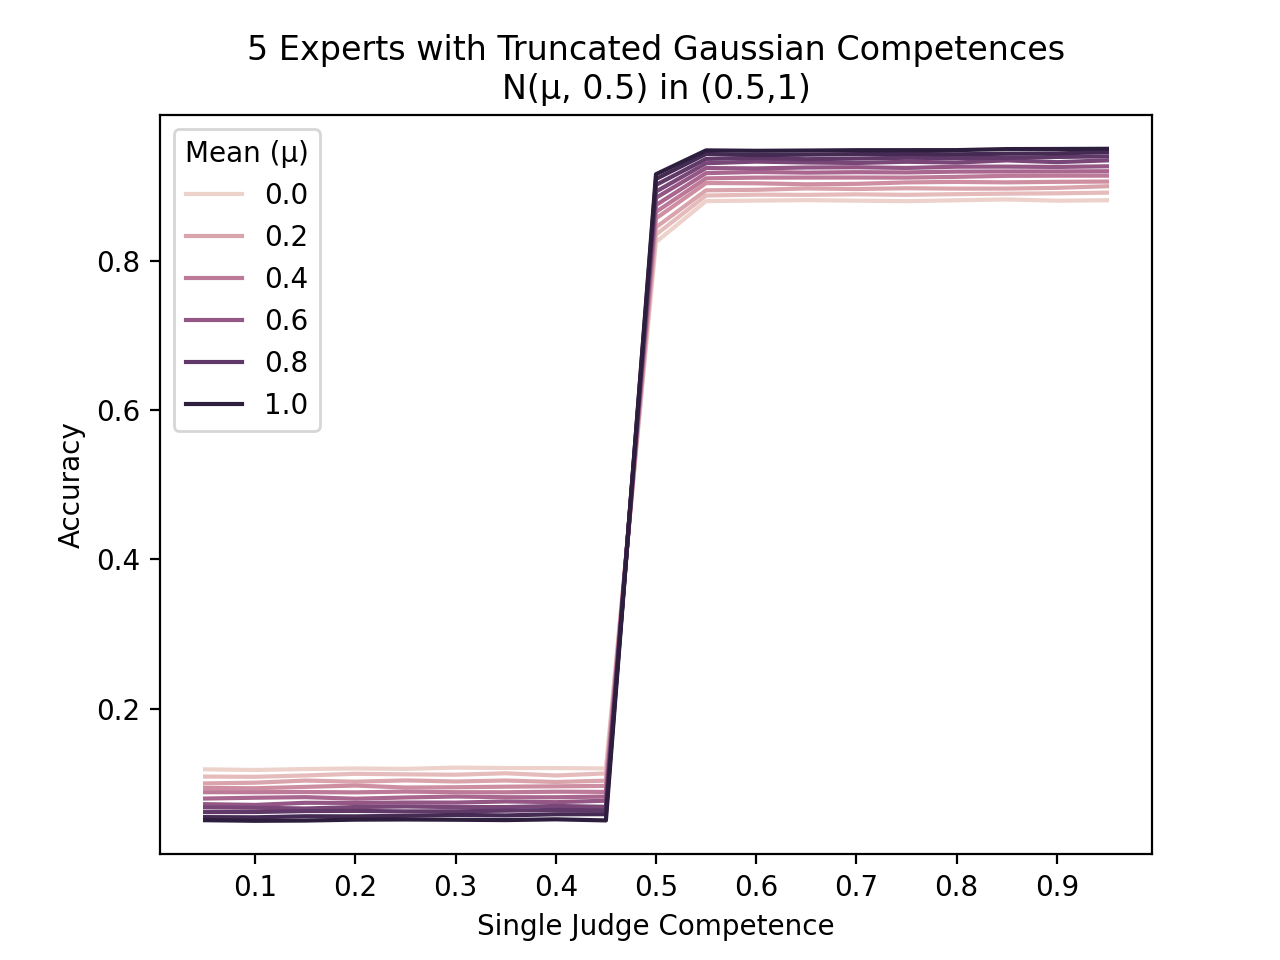 5 Experts with Truncated Gaussian Competences
N(μ, 0.5) in (0.5,1)
Mean (μ)
0.0
0.2
0.4
0.6
0.8
1.0
Accuracy
0.8
0.6
0.4
0.2
0.1 0.2 0.3 0.4 0.5 0.6 0.7 0.8 0.9
Single Judge Competence